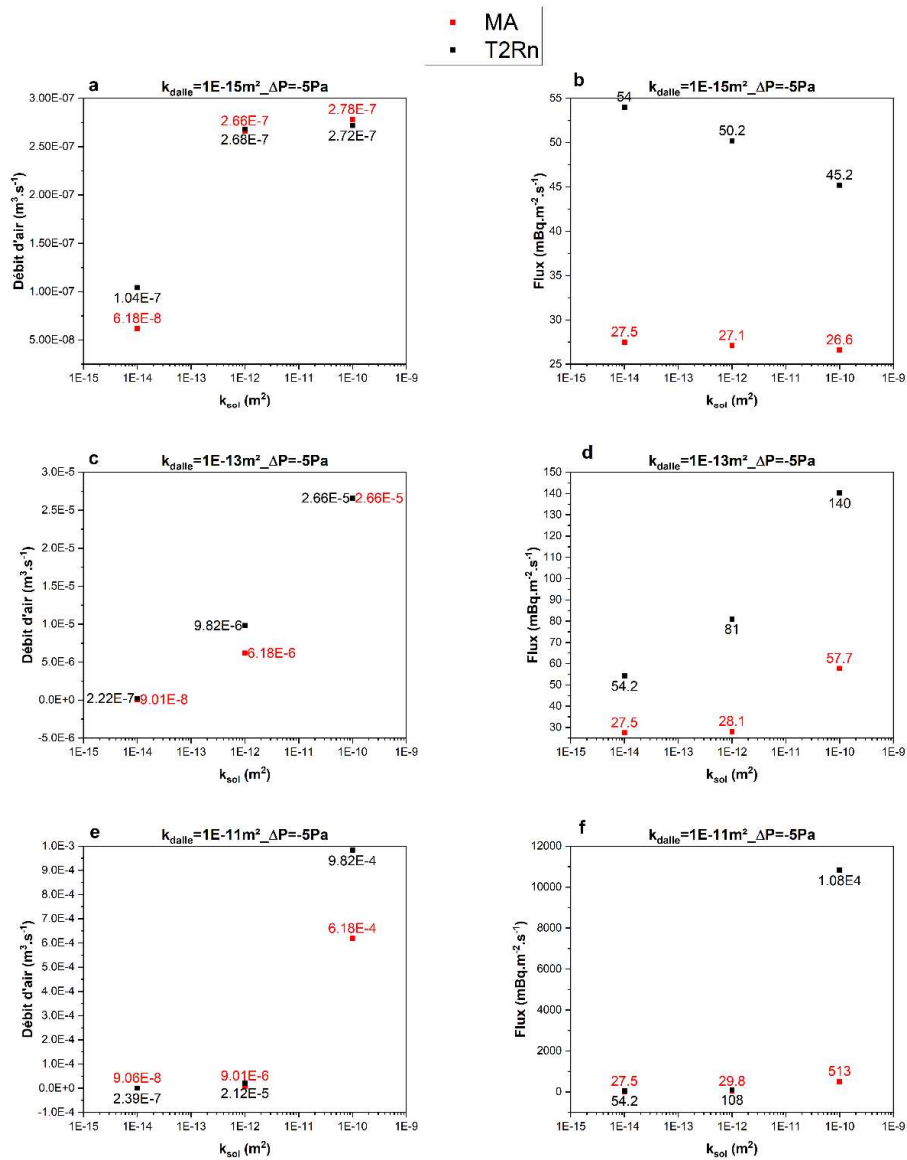 MA
T2Rn
a
k_dalle=1E-15m²_ΔP=-5Pa
Débit d'air (m³.s⁻¹)
3.00E-07
2.50E-07
2.00E-07
1.50E-07
1.00E-07
5.00E-08
2.66E-7
2.68E-7
2.78E-7
2.72E-7
1.04E-7
6.18E-8
1E-15 1E-14 1E-13 1E-12 1E-11 1E-10 1E-9
k_sol (m²)
b
k_dalle=1E-15m²_ΔP=-5Pa
Flux (mBq.m⁻².s⁻¹)
55
50
45
40
35
30
25
54
50.2
45.2
27.5
27.1
26.6
1E-15 1E-14 1E-13 1E-12 1E-11 1E-10 1E-9
k_sol (m²)
c
k_dalle=1E-13m²_ΔP=-5Pa
Débit d'air (m³.s⁻¹)
3.0E-5
2.5E-5
2.0E-5
1.5E-5
1.0E-5
5.0E-6
0.0E+0
-5.0E-6
2.66E-5 2.66E-5
9.82E-6
6.18E-6
2.22E-7 9.01E-8
1E-15 1E-14 1E-13 1E-12 1E-11 1E-10 1E-9
k_sol (m²)
d
k_dalle=1E-13m²_ΔP=-5Pa
Flux (mBq.m⁻².s⁻¹)
150
140
130
120
110
100
90
80
70
60
50
40
30
140
81
57.7
54.2
27.5
28.1
1E-15 1E-14 1E-13 1E-12 1E-11 1E-10 1E-9
k_sol (m²)
e
k_dalle=1E-11m²_ΔP=-5Pa
Débit d'air (m³.s⁻¹)
1.0E-3
9.0E-4
8.0E-4
7.0E-4
6.0E-4
5.0E-4
4.0E-4
3.0E-4
2.0E-4
1.0E-4
0.0E+0
-1.0E-4
9.82E-4
6.18E-4
9.06E-8
2.39E-7
9.01E-6
2.12E-5
1E-15 1E-14 1E-13 1E-12 1E-11 1E-10 1E-9
k_sol (m²)
f
k_dalle=1E-11m²_ΔP=-5Pa
Flux (mBq.m⁻².s⁻¹)
12000
10000
8000
6000
4000
2000
0
1.08E4
27.5
54.2
29.8
108
513
1E-15 1E-14 1E-13 1E-12 1E-11 1E-10 1E-9
k_sol (m²)